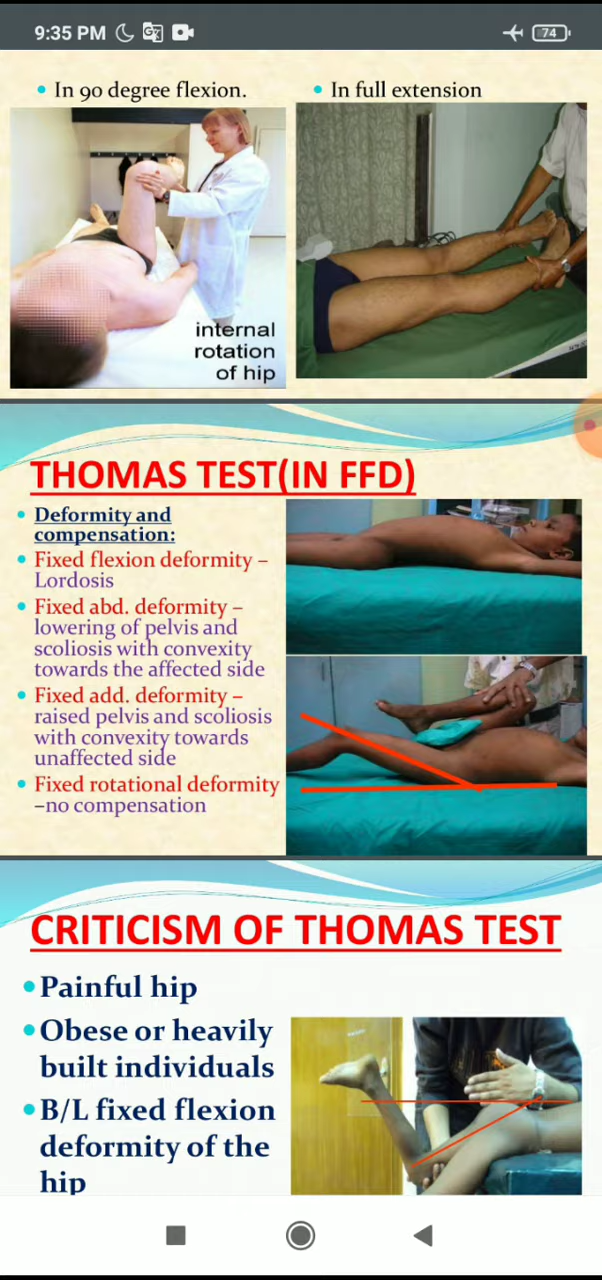 9:35 PM
74
In 90 degree flexion.
In full extension
internal
rotation
of hip
THOMAS TEST(IN FFD)
Deformity and
compensation:
Fixed flexion deformity –
Lordosis
Fixed abd. deformity –
lowering of pelvis and
scoliosis with convexity
towards the affected side
Fixed add. deformity –
raised pelvis and scoliosis
with convexity towards
unaffected side
Fixed rotational deformity
–no compensation
CRITICISM OF THOMAS TEST
Painful hip
Obese or heavily
built individuals
B/L fixed flexion
deformity of the
hip